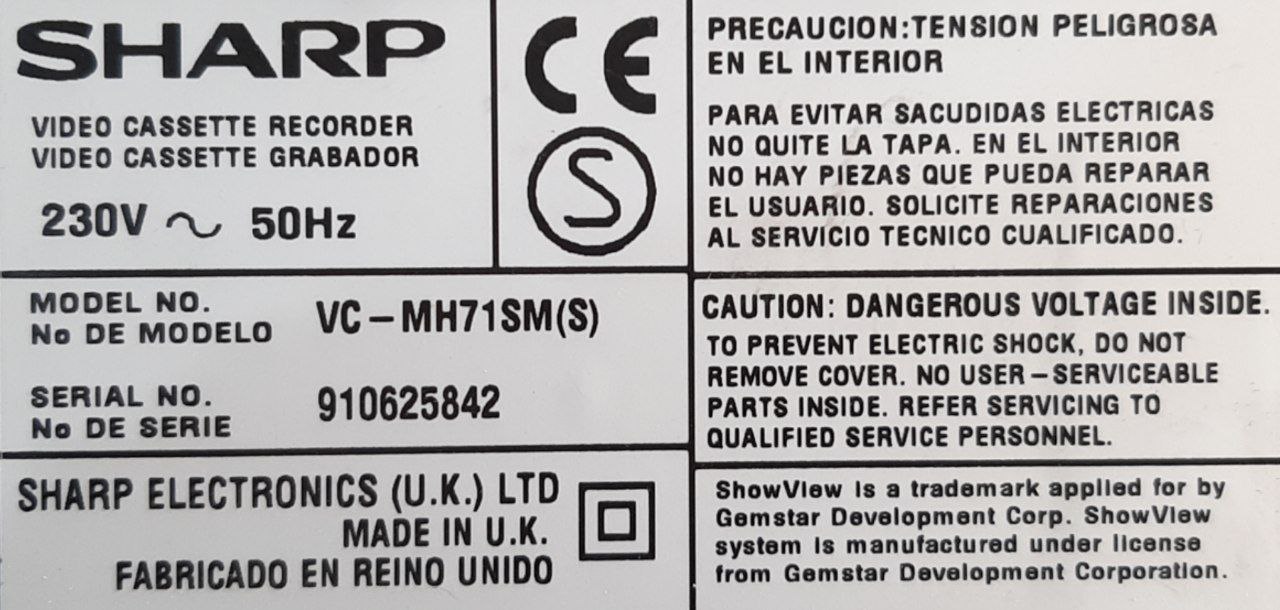 SHARP
VIDEO CASSETTE RECORDER
VIDEO CASSETTE GRABADOR
230V ~ 50Hz
CE
S
MODEL NO.
No DE MODELO
VC-MH71SM(S)
SERIAL NO.
No DE SERIE
910625842
SHARP ELECTRONICS (U.K.) LTD
MADE IN U.K.
FABRICADO EN REINO UNIDO
PRECAUCION:TENSION PELIGROSA
EN EL INTERIOR
PARA EVITAR SACUDIDAS ELECTRICAS
NO QUITE LA TAPA. EN EL INTERIOR
NO HAY PIEZAS QUE PUEDA REPARAR
EL USUARIO. SOLICITE REPARACIONES
AL SERVICIO TECNICO CUALIFICADO.
CAUTION: DANGEROUS VOLTAGE INSIDE.
TO PREVENT ELECTRIC SHOCK, DO NOT
REMOVE COVER. NO USER-SERVICEABLE
PARTS INSIDE. REFER SERVICING TO
QUALIFIED SERVICE PERSONNEL.
ShowView is a trademark applied for by
Gemstar Development Corp. ShowView
system is manufactured under license
from Gemstar Development Corporation.